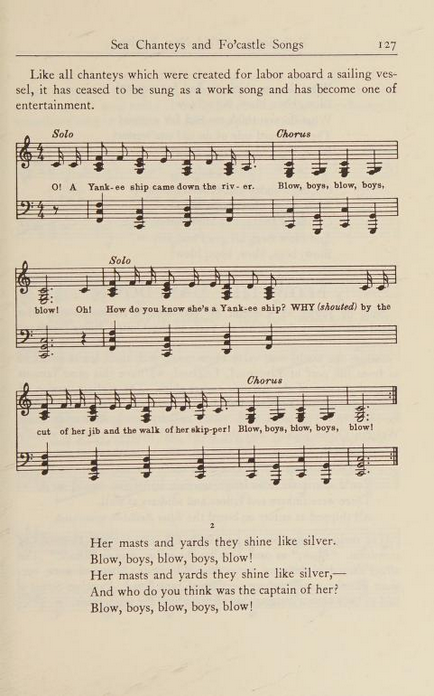 Sea Chanteys and Fo'castle Songs 127
Like all chanteys which were created for labor aboard a sailing ves-
sel, it has ceased to be sung as a work song and has become one of
entertainment.
Solo Chorus
O! A Yank-ee ship came down the riv-er. Blow, boys, blow, boys,
Solo
blow! Oh! How do you know she's a Yank-ee ship? WHY (shouted) by the
Chorus
cut of her jib and the walk of her skip-per! Blow, boys, blow, boys, blow!
2
Her masts and yards they shine like silver.
Blow, boys, blow, boys, blow!
Her masts and yards they shine like silver,—
And who do you think was the captain of her?
Blow, boys, blow, boys, blow!